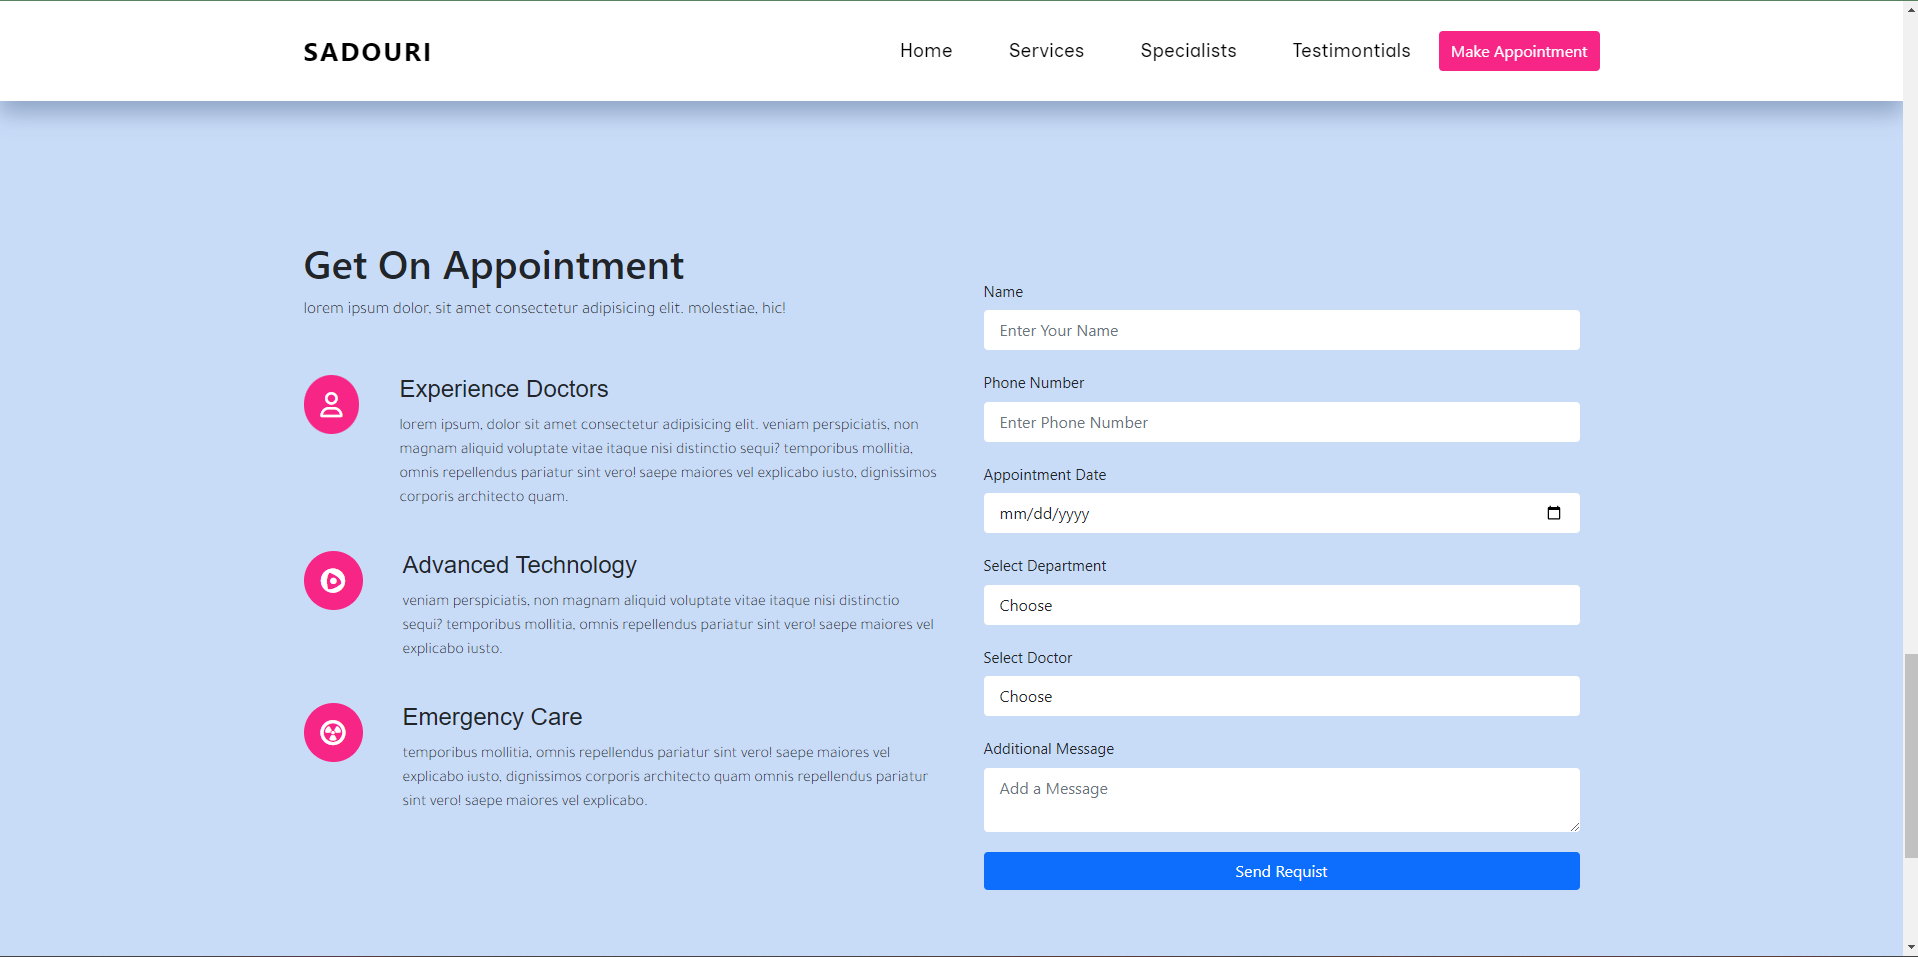 SADOURI
Home
Services
Specialists
Testimontials
Make Appointment
Get On Appointment
lorem ipsum dolor, sit amet consectetur adipisicing elit. molestiae, hic!
Experience Doctors
lorem ipsum, dolor sit amet consectetur adipisicing elit. veniam perspiciatis, non
magnam aliquid voluptate vitae itaque nisi distinctio sequi? temporibus mollitia,
omnis repellendus pariatur sint vero! saepe maiores vel explicabo iusto, dignissimos
corporis architecto quam.
Advanced Technology
veniam perspiciatis, non magnam aliquid voluptate vitae itaque nisi distinctio
sequi? temporibus mollitia, omnis repellendus pariatur sint vero! saepe maiores vel
explicabo iusto.
Emergency Care
temporibus mollitia, omnis repellendus pariatur sint vero! saepe maiores vel
explicabo iusto, dignissimos corporis architecto quam omnis repellendus pariatur
sint vero! saepe maiores vel explicabo.
Name
Enter Your Name
Phone Number
Enter Phone Number
Appointment Date
mm/dd/yyyy
Select Department
Choose
Select Doctor
Choose
Additional Message
Add a Message
Send Requist